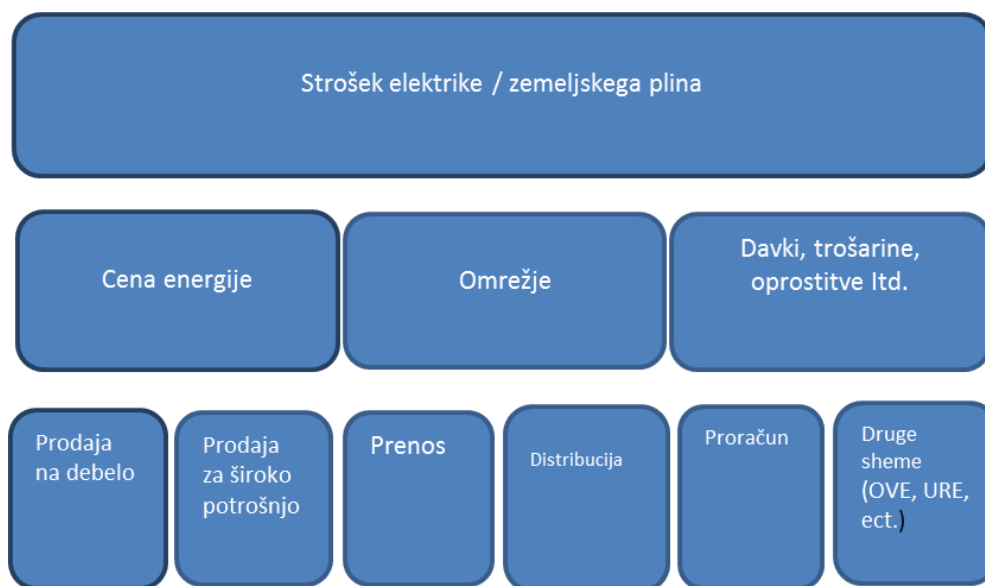 Strošek elektrike / zemeljskega plina
Cena energije
Omrežje
Davki, trošarine,
oprostitve Itd.
Prodaja
na debelo
Prodaja
za široko
potrošnjo
Prenos
Distribucija
Proračun
Druge
sheme
(OVE, URE,
ect.)